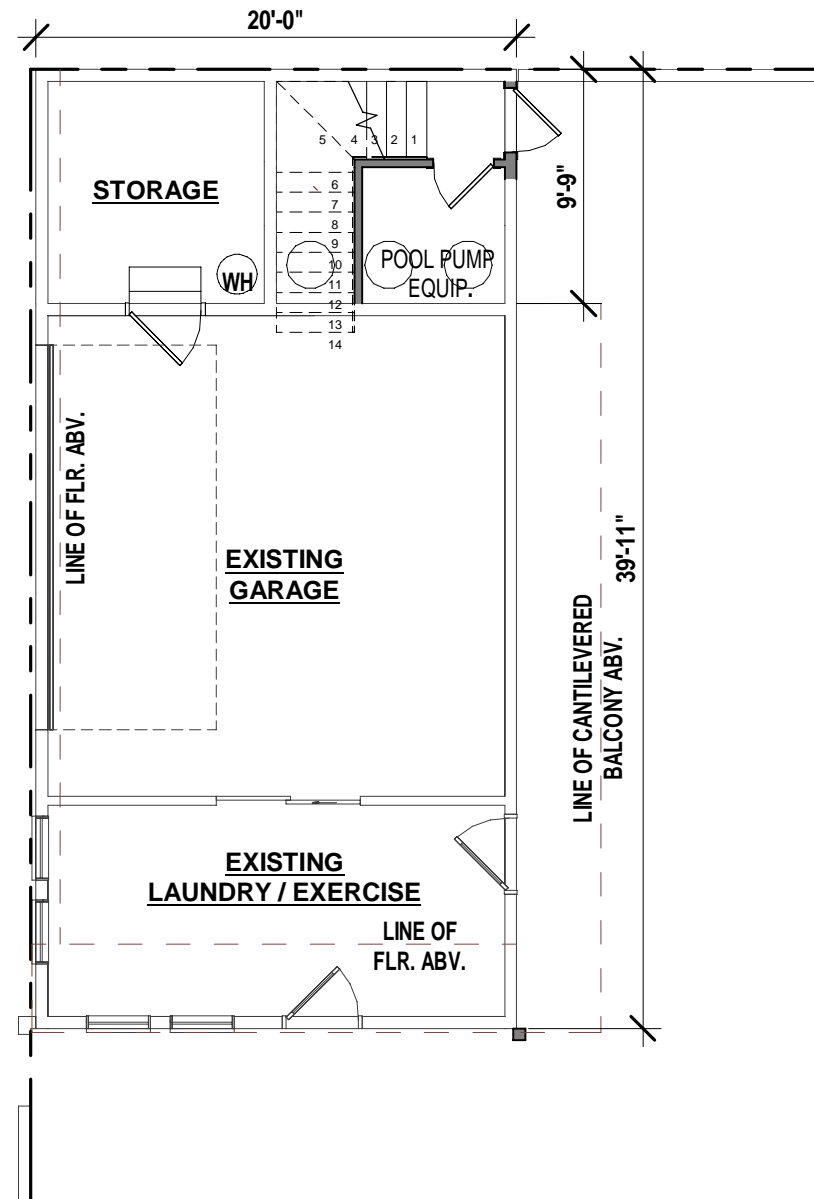 20'-0"
5 4 3 2 1
STORAGE
6
7
8
9
10
11
12
13
14
WH
POOL PUMP
EQUIP.
9'-9"
LINE OF FLR. ABV.
EXISTING
GARAGE
39'-11"
LINE OF CANTILEVERED
BALCONY ABV.
EXISTING
LAUNDRY / EXERCISE
LINE OF
FLR. ABV.